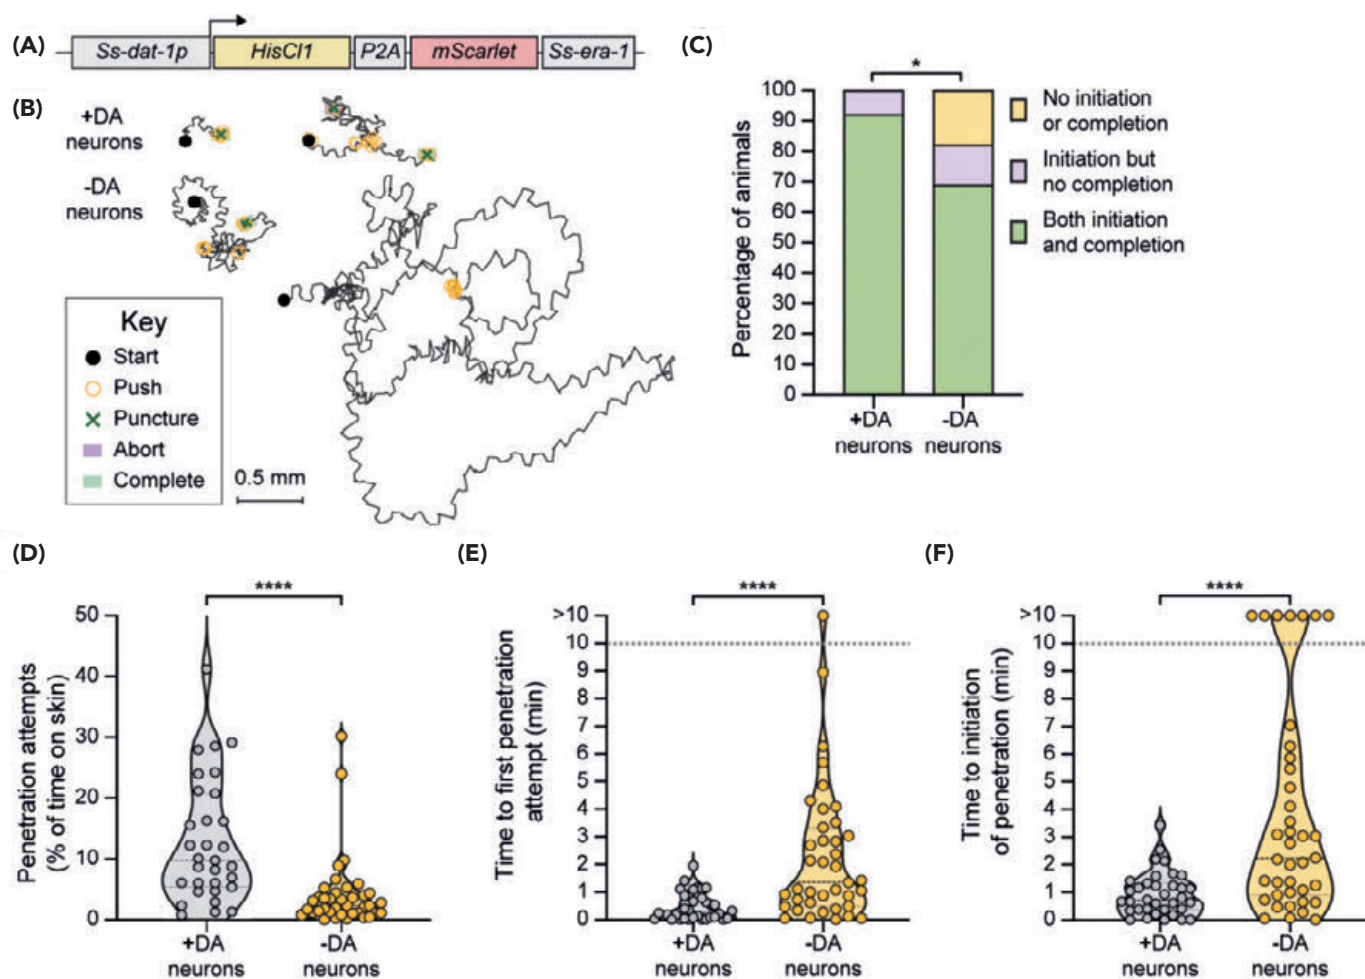 (A)
Ss-dat-1p HisCl1 P2A mScarlet Ss-era-1
(B)
+DA
neurons
-DA
neurons
Key
Start
Push
Puncture
Abort
Complete
0.5 mm
(C)
*
Percentage of animals
100
90
80
70
60
50
40
30
20
10
0
+DA
neurons
-DA
neurons
No initiation
or completion
Initiation but
no completion
Both initiation
and completion
(D)
****
Penetration attempts
(% of time on skin)
50
40
30
20
10
0
+DA
neurons
-DA
neurons
(E)
****
Time to first penetration
attempt (min)
>10
10
9
8
7
6
5
4
3
2
1
0
+DA
neurons
-DA
neurons
(F)
****
Time to initiation
of penetration (min)
>10
10
9
8
7
6
5
4
3
2
1
0
+DA
neurons
-DA
neurons